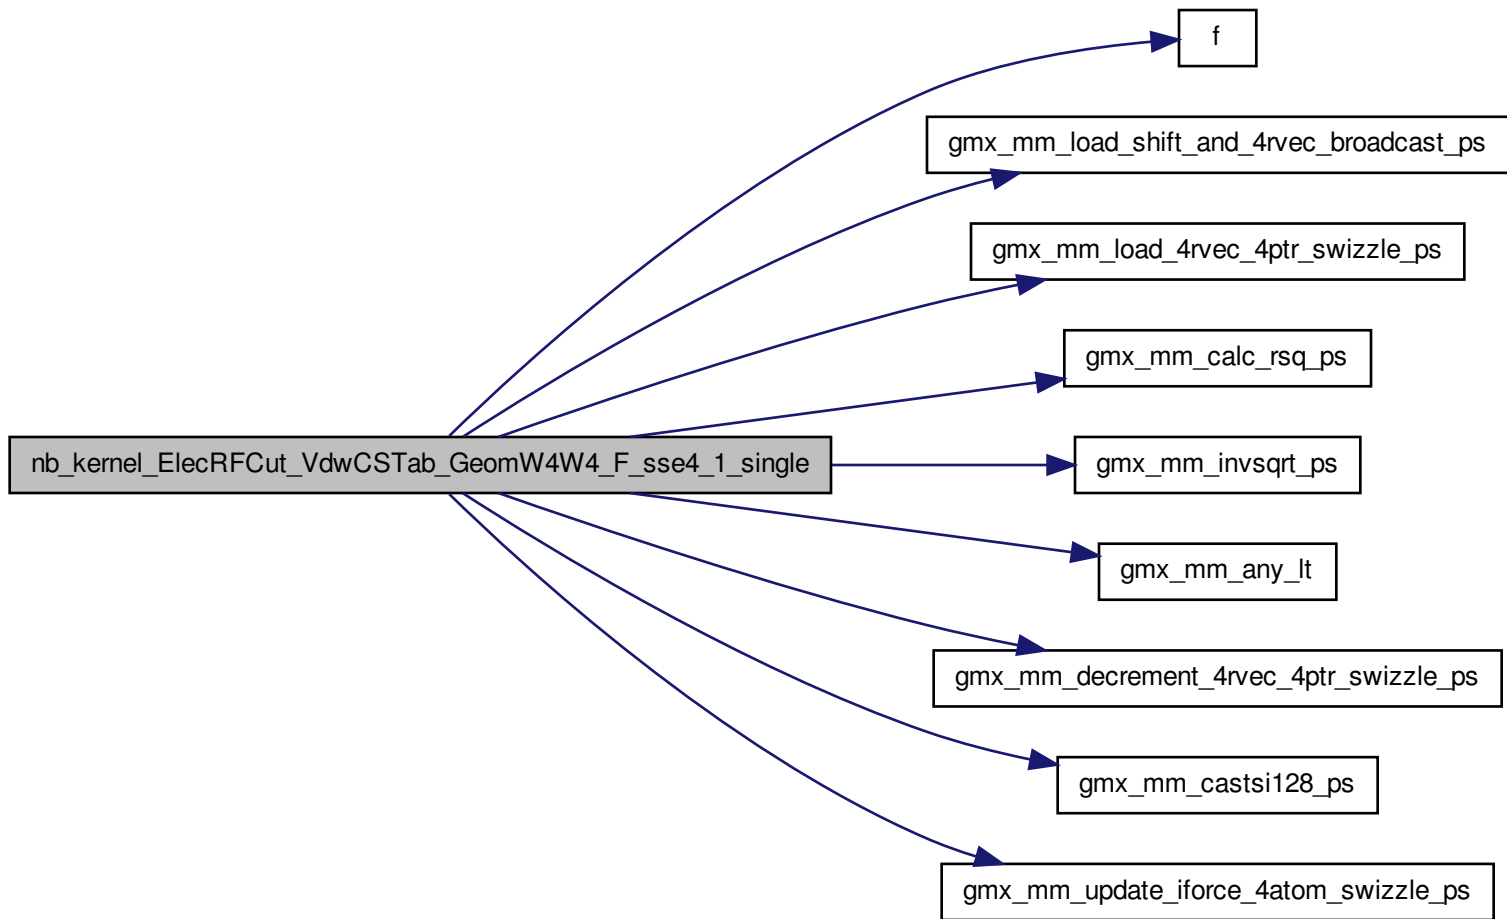 f
gmx_mm_load_shift_and_4rvec_broadcast_ps
gmx_mm_load_4rvec_4ptr_swizzle_ps
gmx_mm_calc_rsq_ps
nb_kernel_ElecRFCut_VdwCSTab_GeomW4W4_F_sse4_1_single
gmx_mm_invsqrt_ps
gmx_mm_any_lt
gmx_mm_decrement_4rvec_4ptr_swizzle_ps
gmx_mm_castsi128_ps
gmx_mm_update_iforce_4atom_swizzle_ps